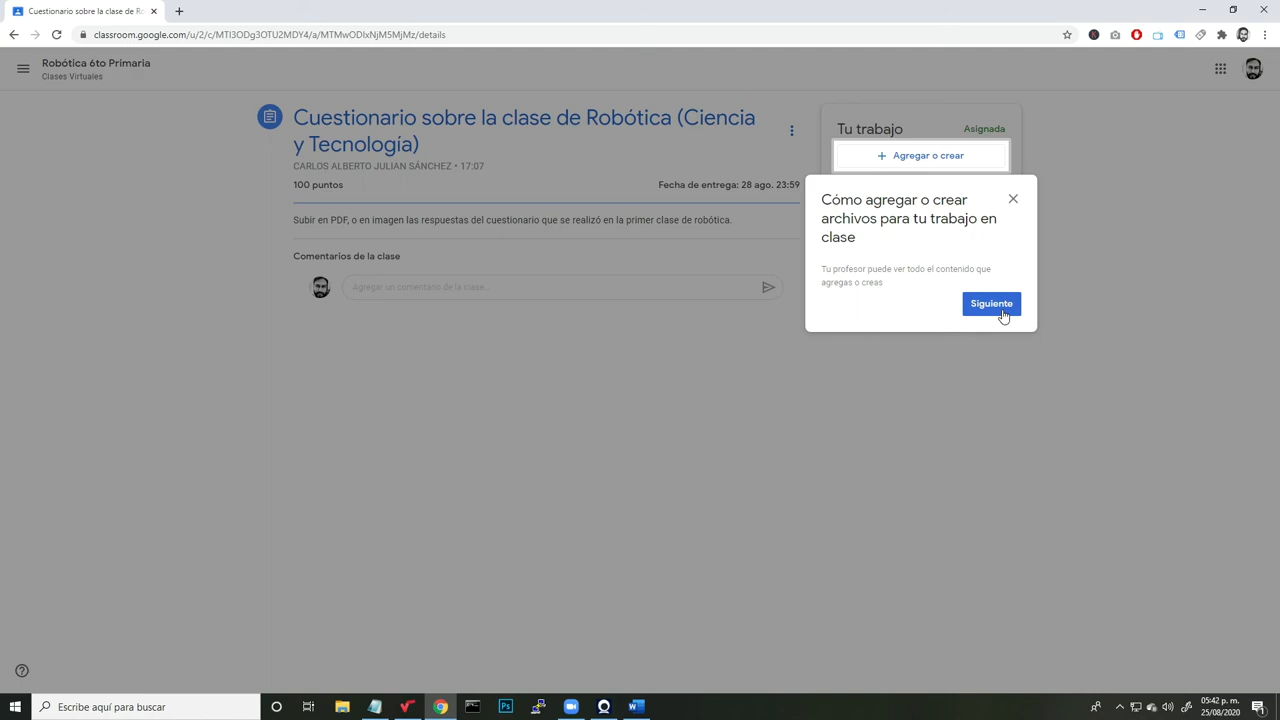 Cuestionario sobre la clase de Ro
classroom.google.com/u/2/c/MTI3ODg3OTU2MDY4/a/MTMwODIxNjM5MjMz/details
Robótica 6to Primaria
Clases Virtuales
Cuestionario sobre la clase de Robótica (Ciencia
y Tecnología)
CARLOS ALBERTO JULIAN SÁNCHEZ • 17:07
100 puntos
Fecha de entrega: 28 ago. 23:59
Subir en PDF, o en imagen las respuestas del cuestionario que se realizó en la primer clase de robótica.
Comentarios de la clase
Agregar un comentario de la clase...
Tu trabajo
Asignada
+ Agregar o crear
Cómo agregar o crear
archivos para tu trabajo en
clase
Tu profesor puede ver todo el contenido que
agregas o creas
Siguiente
Escribe aquí para buscar
05:42 p. m.
25/08/2020